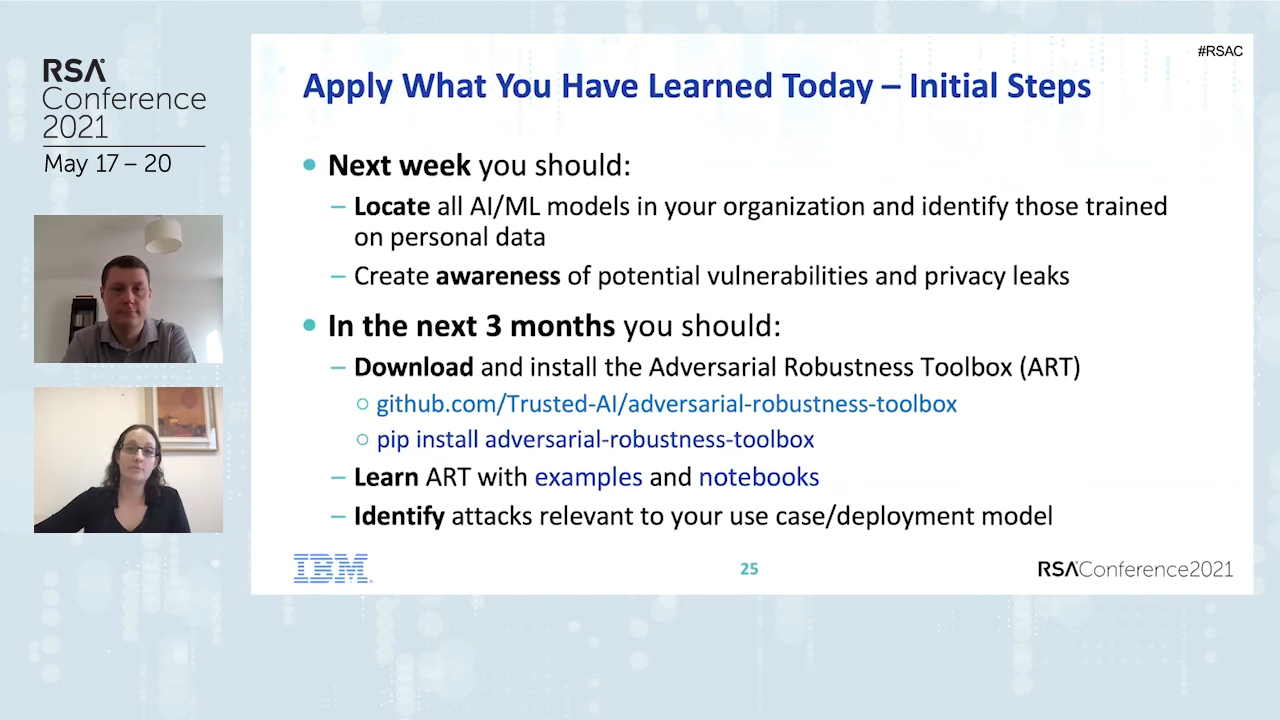 RSA
Conference
2021
May 17 – 20
#RSAC
Apply What You Have Learned Today – Initial Steps
• Next week you should:
– Locate all AI/ML models in your organization and identify those trained
on personal data
– Create awareness of potential vulnerabilities and privacy leaks
• In the next 3 months you should:
– Download and install the Adversarial Robustness Toolbox (ART)
○ github.com/Trusted-AI/adversarial-robustness-toolbox
○ pip install adversarial-robustness-toolbox
– Learn ART with examples and notebooks
– Identify attacks relevant to your use case/deployment model
IBM
25
RSAConference2021